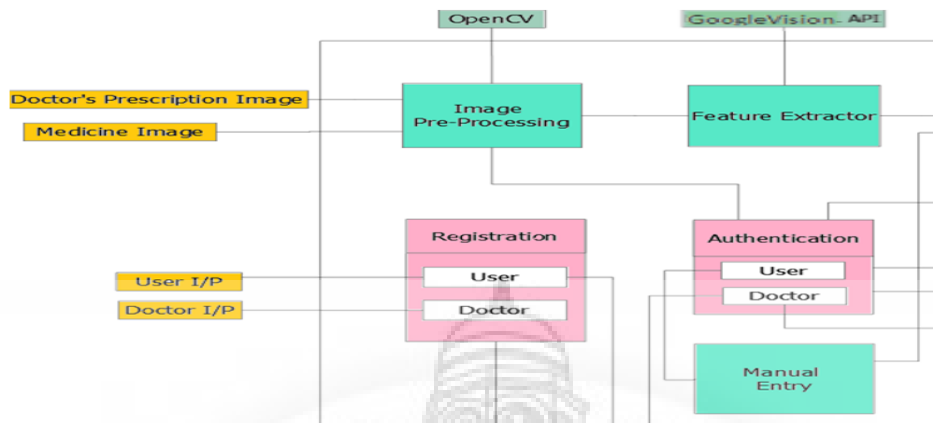 OpenCV
GoogleVision- API
Doctor's Prescription Image
Medicine Image
Image
Pre-Processing
Feature Extractor
Registration
User
Doctor
Authentication
User
Doctor
User I/P
Doctor I/P
Manual
Entry